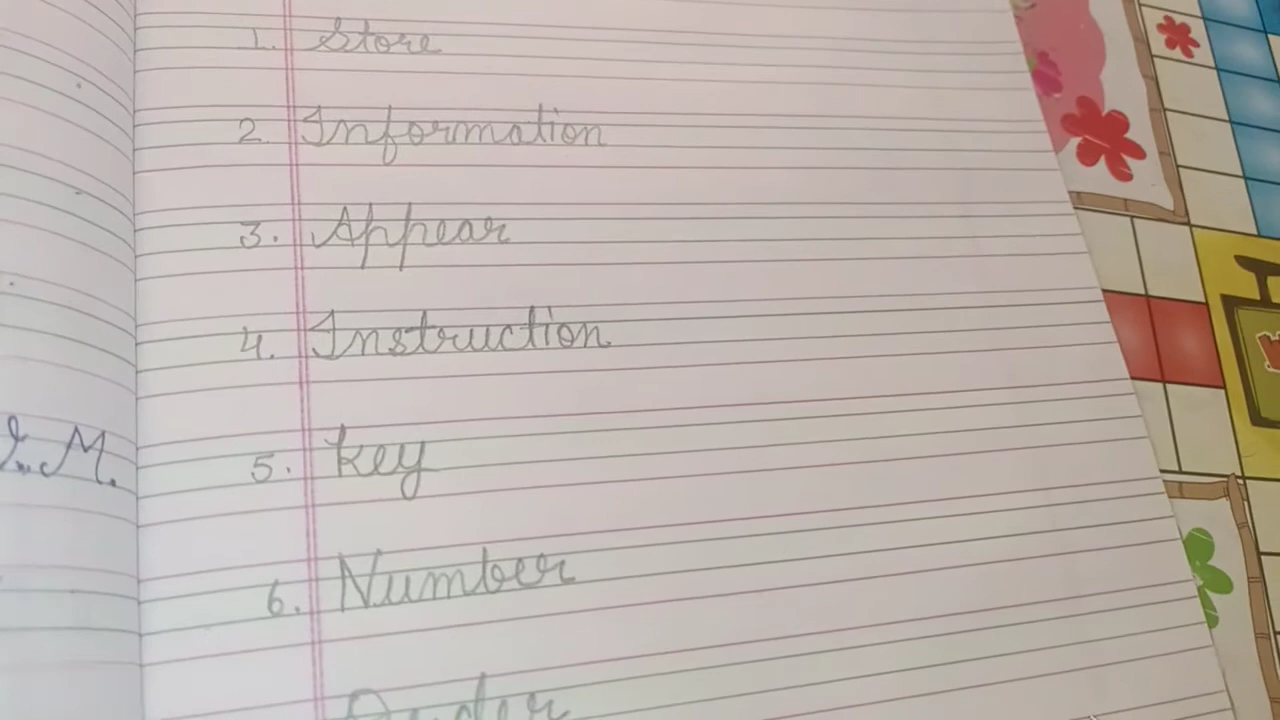 1. Store
2. Information
3. Appear
4. Instruction
5. Key
6. Number